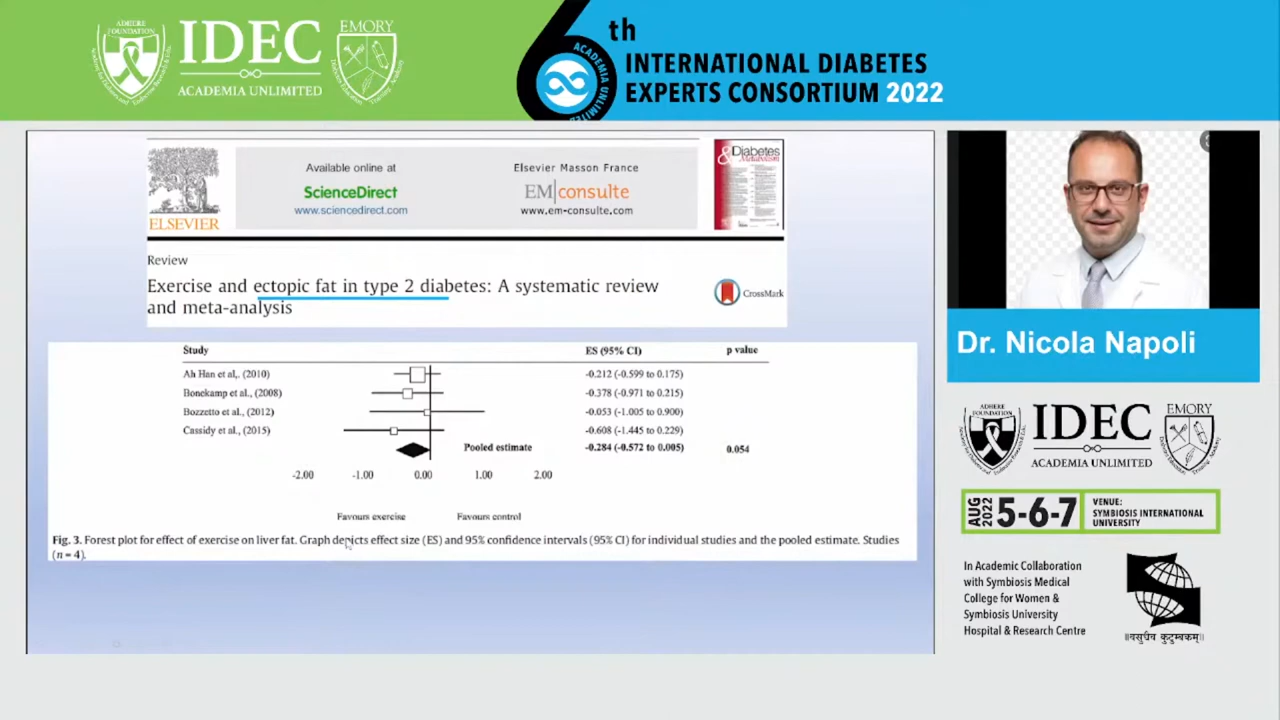 ADHERE
FOUNDATION
IDEC
ACADEMIA UNLIMITED
EMORY
6th
ACADEMIA UNLIMITED
INTERNATIONAL DIABETES
EXPERTS CONSORTIUM 2022
ELSEVIER
Available online at
ScienceDirect
www.sciencedirect.com
Elsevier Masson France
EM|consulte
www.em-consulte.com
Diabetes
& Metabolism
Review
Exercise and ectopic fat in type 2 diabetes: A systematic review
and meta-analysis
CrossMark
Study ES (95% CI) p value
Ah Han et al,. (2010) -0.212 (-0.599 to 0.175)
Bonekamp et al., (2008) -0.378 (-0.971 to 0.215)
Bozzetto et al., (2012) -0.053 (-1.005 to 0.900)
Cassidy et al., (2015) -0.608 (-1.445 to 0.229)
Pooled estimate -0.284 (-0.572 to 0.005) 0.054
-2.00 -1.00 0.00 1.00 2.00
Favours exercise Favours control
Fig. 3. Forest plot for effect of exercise on liver fat. Graph depicts effect size (ES) and 95% confidence intervals (95% CI) for individual studies and the pooled estimate. Studies
(n = 4).
Dr. Nicola Napoli
ADHERE
FOUNDATION
IDEC
ACADEMIA UNLIMITED
EMORY
AUG 2022
5-6-7
VENUE:
SYMBIOSIS INTERNATIONAL
UNIVERSITY
In Academic Collaboration
with Symbiosis Medical
College for Women &
Symbiosis University
Hospital & Research Centre
॥वसुधैव कुटुम्बकम्॥